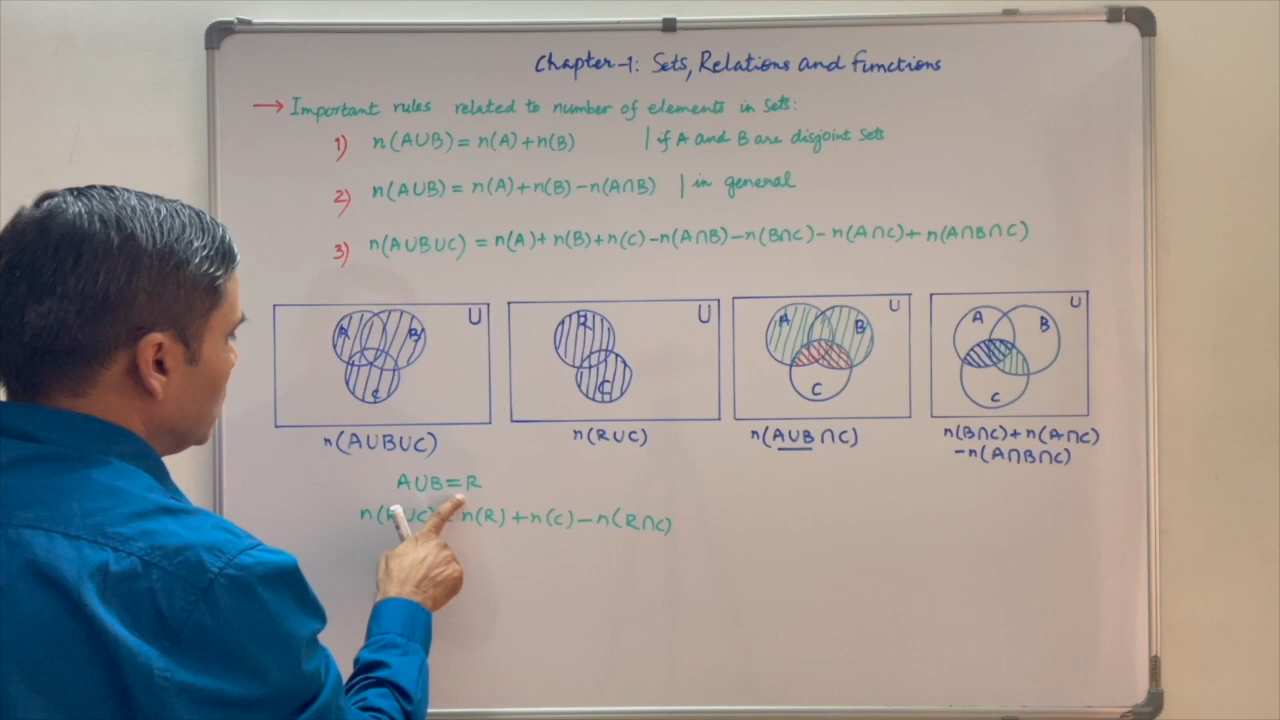 Chapter-1: Sets, Relations and Functions
→ Important rules related to number of elements in sets:
1) n(A∪B) = n(A)+n(B) | if A and B are disjoint sets
2) n(A∪B) = n(A)+n(B)-n(A∩B) | in general
3) n(A∪B∪C) = n(A)+n(B)+n(C)-n(A∩B)-n(B∩C)-n(A∩C)+n(A∩B∩C)
A B C U
R C U
A B C U
A B C U
n(A∪B∪C)
n(R∪C)
n(A∪B∩C)
n(B∩C)+n(A∩C)
-n(A∩B∩C)
A∪B=R
n(R∪C) = n(R)+n(C)-n(R∩C)